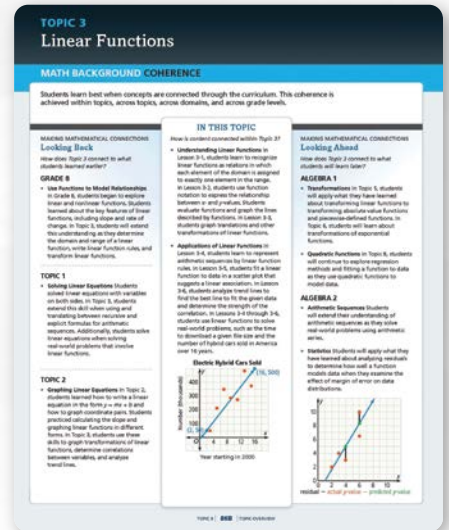 TOPIC 3
Linear Functions
MATH BACKGROUND COHERENCE
Students learn best when concepts are connected through the curriculum. This coherence is
achieved within topics, across topics, across domains, and across grade levels.
MAKING MATHEMATICAL CONNECTIONS
Looking Back
How does Topic 3 connect to what
students learned earlier?
GRADE 8
• Use Functions to Model Relationships
In Grade 8, students began to explore
linear and nonlinear functions. Students
learned about the key features of linear
functions, including slope and rate of
change. In Topic 3, students will extend
this understanding as they determine
the domain and range of a linear
function, write linear function rules, and
transform linear functions.
TOPIC 1
• Solving Linear Equations Students
solved linear equations with variables
on both sides. In Topic 3, students
extend this skill when using and
translating between recursive and
explicit formulas for arithmetic
sequences. Additionally, students solve
linear equations when solving
real-world problems that involve
linear functions.
TOPIC 2
• Graphing Linear Equations In Topic 2,
students learned how to write a linear
equation in the form y = mx + b and
how to graph coordinate pairs. Students
practiced calculating the slope and
graphing linear functions in different
forms. In Topic 3, students use these
skills to graph transformations of linear
functions, determine correlations
between variables, and analyze
trend lines.
IN THIS TOPIC
How is content connected within Topic 3?
• Understanding Linear Functions In
Lesson 3-1, students learn to recognize
linear functions as relations in which
each element of the domain is assigned
to exactly one element in the range.
In Lesson 3-2, students use function
notation to express the relationship
between x- and y-values. Students
evaluate functions and graph the lines
described by functions. In Lesson 3-3,
students graph translations and other
transformations of linear functions.
• Applications of Linear Functions In
Lesson 3-4, students learn to represent
arithmetic sequences by linear function
rules. In Lesson 3-5, students fit a linear
function to data in a scatter plot that
suggests a linear association. In Lesson
3-6, students analyze trend lines to
find the best line to fit the given data
and determine the strength of the
correlation. In Lessons 3-4 through 3-6,
students use linear functions to solve
real-world problems, such as the time
to download a given file size and the
number of hybrid cars sold in America
over 16 years.
Electric Hybrid Cars Sold
Number (thousands)
400
300
200
100
0
4
8
12
16
(16, 500)
Year starting in 2000
MAKING MATHEMATICAL CONNECTIONS
Looking Ahead
How does Topic 3 connect to what
students will learn later?
ALGEBRA 1
• Transformations In Topic 5, students
will apply what they have learned
about transforming linear functions to
transforming absolute value functions
and piecewise-defined functions. In
Topic 6, students will learn about
transformations of exponential
functions.
• Quadratic Functions In Topic 8, students
will continue to explore regression
methods and fitting a function to data
as they use quadratic functions to
model data.
ALGEBRA 2
• Arithmetic Sequences Students
will extend their understanding of
arithmetic sequences as they solve
real-world problems using arithmetic
series.
• Statistics Students will apply what they
have learned about analyzing residuals
to determine how well a function
models data when they examine the
effect of margin of error on data
distributions.
10
8
6
4
2
0
2
4
6
8
10
residual = actual y-value − predicted y-value
TOPIC 3
TOPIC OVERVIEW